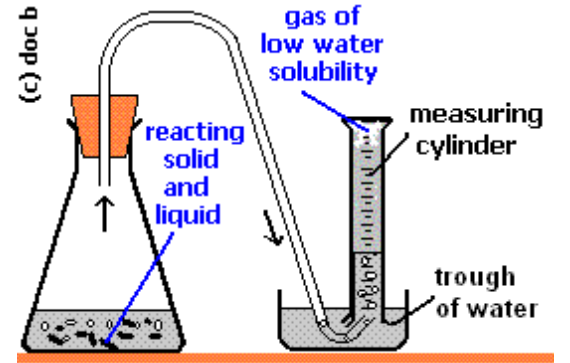 (c) doc b
gas of
low water
solubility
reacting
solid
and
liquid
measuring
cylinder
trough
of water